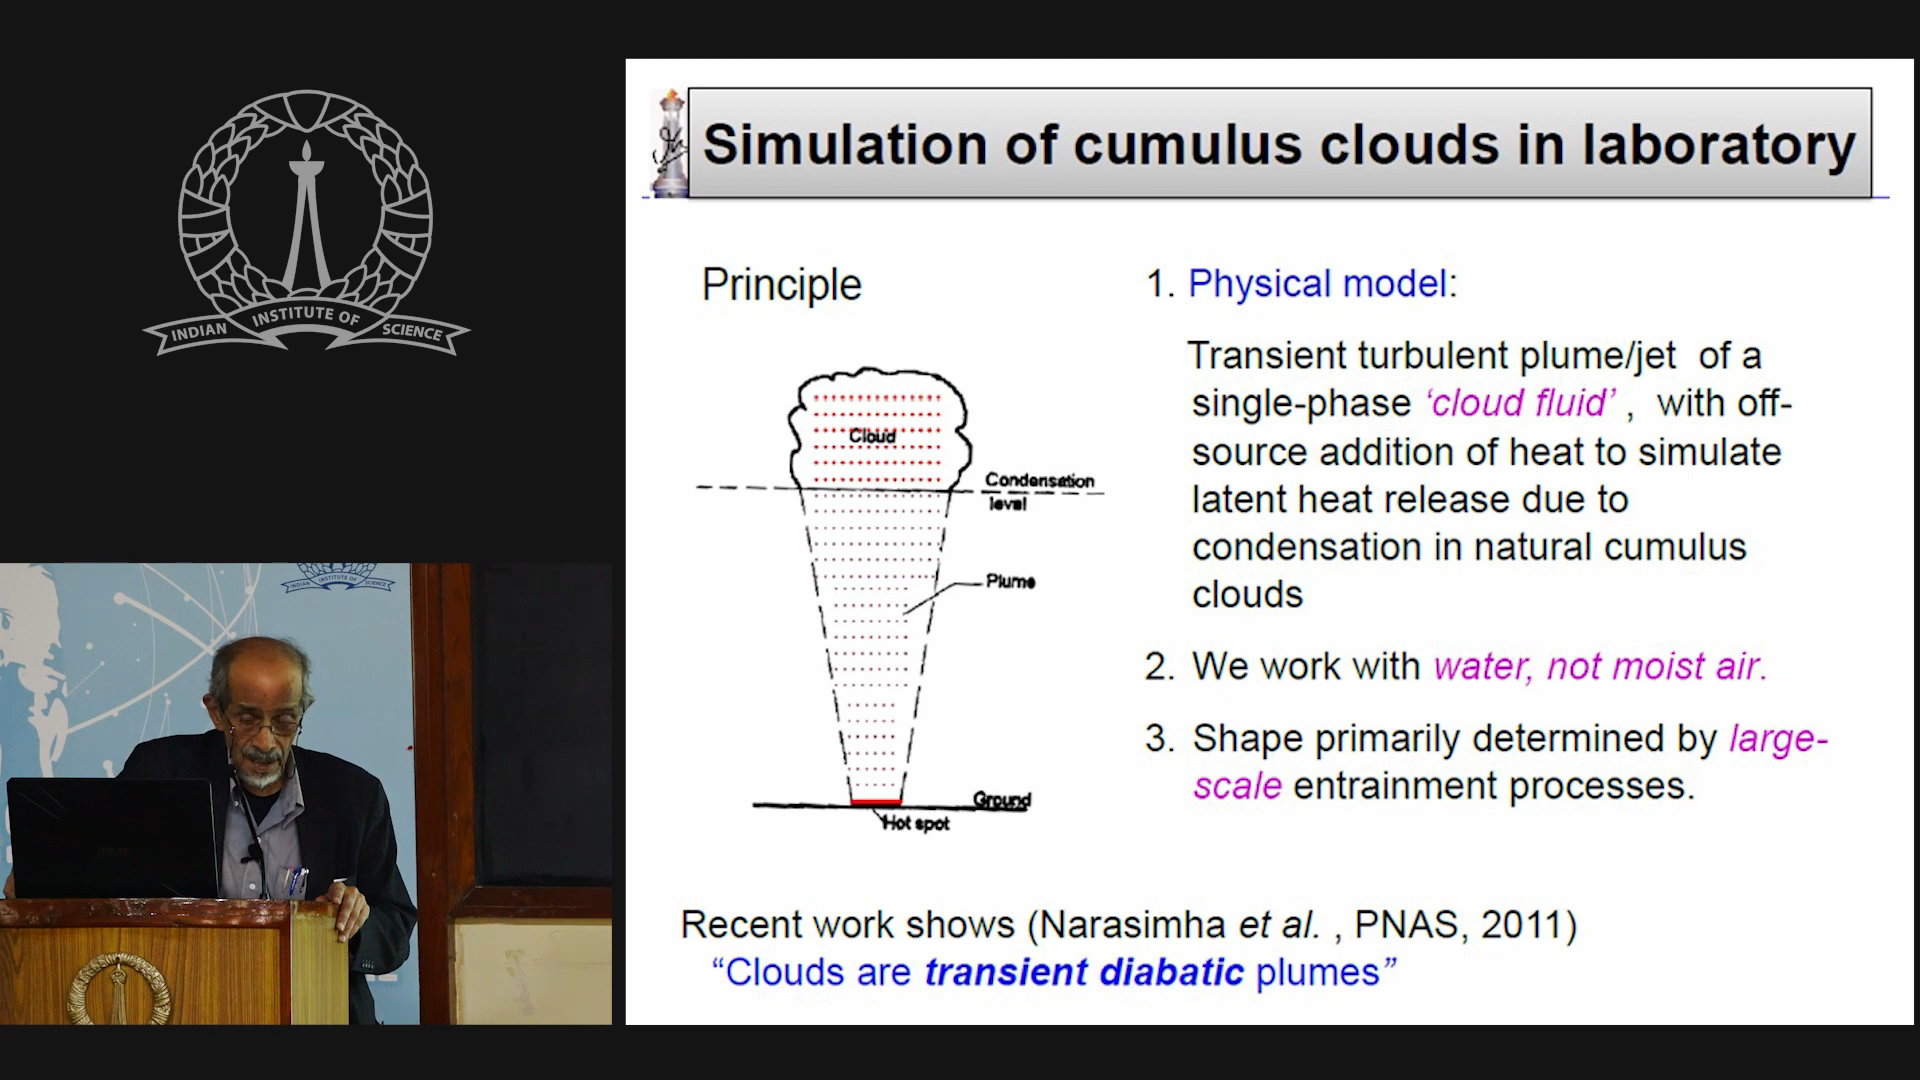 INDIAN INSTITUTE OF SCIENCE
INDIAN INSTITUTE OF SCIENCE
Simulation of cumulus clouds in laboratory
Principle
Cloud
Condensation
level
Plume
Ground
Hot spot
1. Physical model:
Transient turbulent plume/jet of a
single-phase ‘cloud fluid’ , with off-
source addition of heat to simulate
latent heat release due to
condensation in natural cumulus
clouds
2. We work with water, not moist air.
3. Shape primarily determined by large-
scale entrainment processes.
Recent work shows (Narasimha et al. , PNAS, 2011)
“Clouds are transient diabatic plumes”